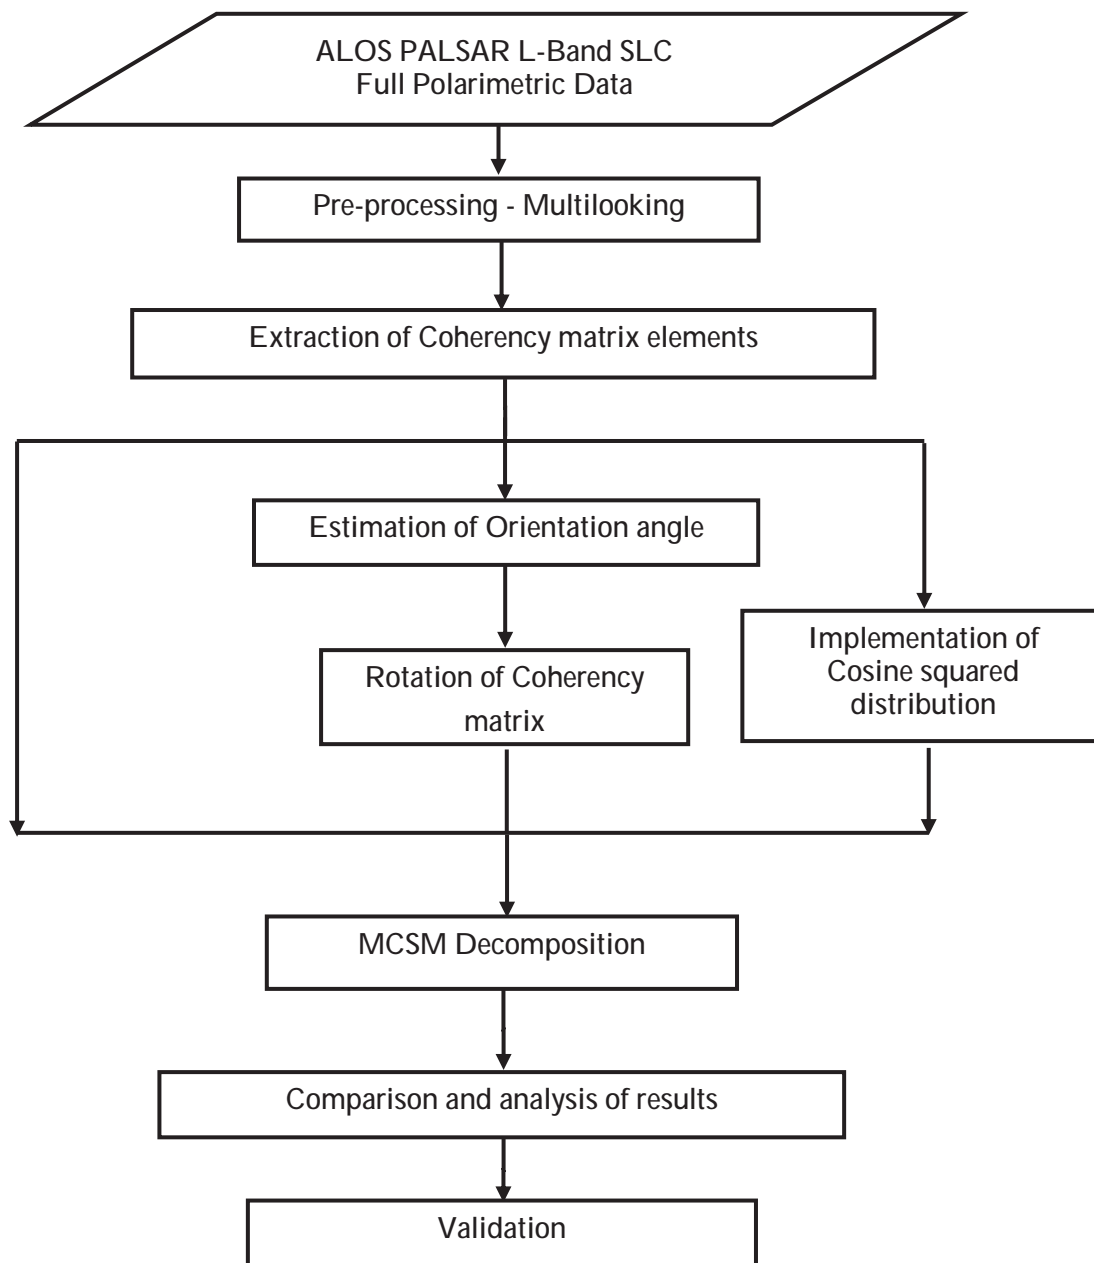 ALOS PALSAR L-Band SLC
Full Polarimetric Data
Pre-processing - Multilooking
Extraction of Coherency matrix elements
Estimation of Orientation angle
Rotation of Coherency
matrix
Implementation of
Cosine squared
distribution
MCSM Decomposition
Comparison and analysis of results
Validation